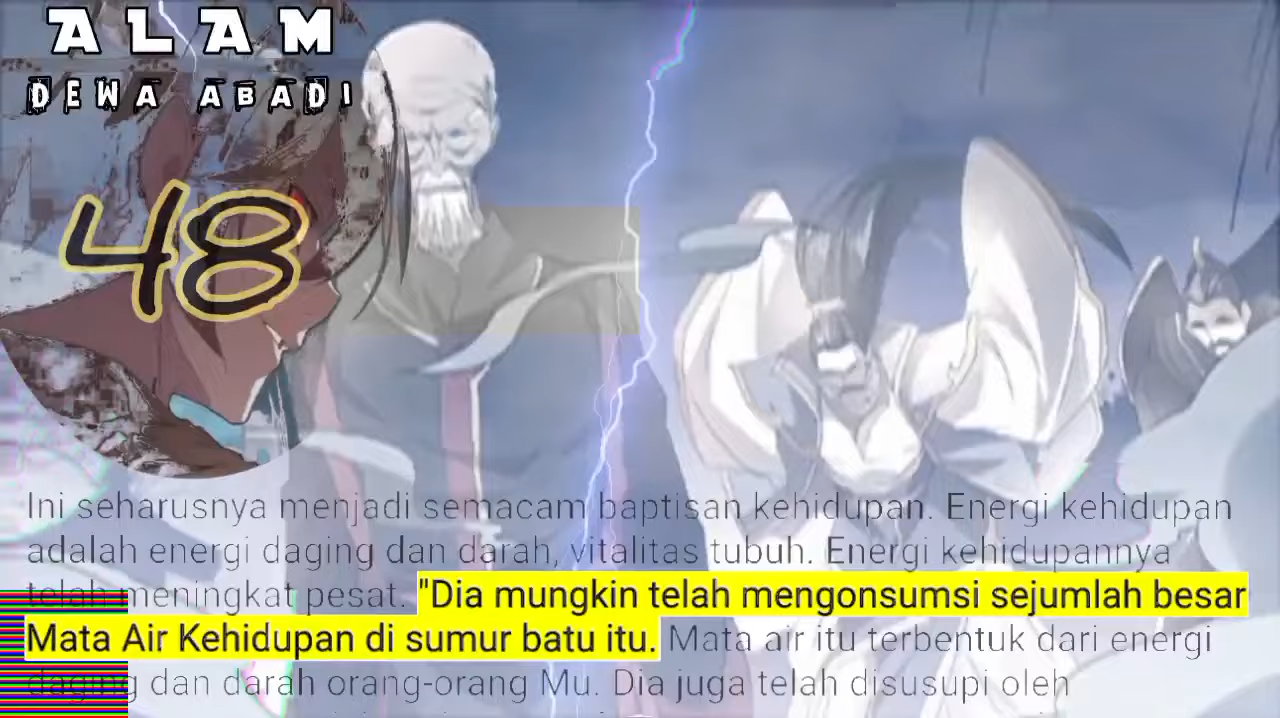 ALAM
DEWA ABADI
48
Ini seharusnya menjadi semacam baptisan kehidupan. Energi kehidupan
adalah energi daging dan darah, vitalitas tubuh. Energi kehidupannya
telah meningkat pesat. "Dia mungkin telah mengonsumsi sejumlah besar
Mata Air Kehidupan di sumur batu itu. Mata air itu terbentuk dari energi
daging dan darah orang-orang Mu. Dia juga telah disusupi oleh